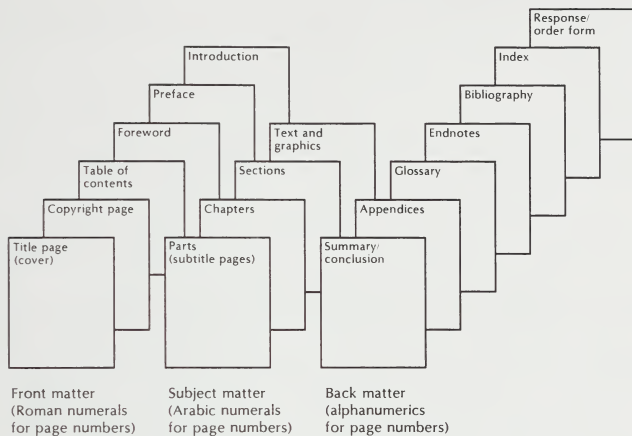 Title page
(cover)
Copyright page
Table of
contents
Foreword
Preface
Introduction
Parts
(subtitle pages)
Chapters
Sections
Text and
graphics
Summary/
conclusion
Appendices
Glossary
Endnotes
Bibliography
Index
Response/
order form
Front matter
(Roman numerals
for page numbers)
Subject matter
(Arabic numerals
for page numbers)
Back matter
(alphanumerics
for page numbers)